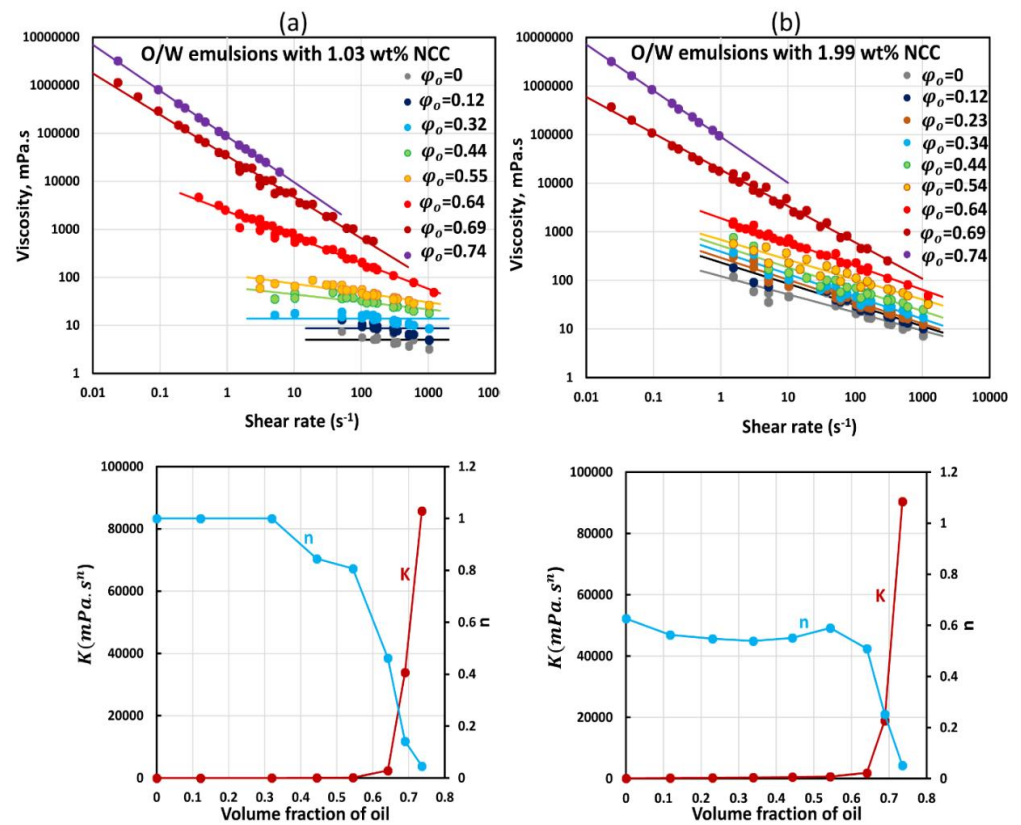 (a)
O/W emulsions with 1.03 wt% NCC
Viscosity, mPa.s
10000000
1000000
100000
10000
1000
100
10
1
φₒ=0
φₒ=0.12
φₒ=0.32
φₒ=0.44
φₒ=0.55
φₒ=0.64
φₒ=0.69
φₒ=0.74
0.01 0.1 1 10 100 1000 100
Shear rate (s⁻¹)
(b)
O/W emulsions with 1.99 wt% NCC
Viscosity, mPa.s
10000000
1000000
100000
10000
1000
100
10
1
φₒ=0
φₒ=0.12
φₒ=0.23
φₒ=0.34
φₒ=0.44
φₒ=0.54
φₒ=0.64
φₒ=0.69
φₒ=0.74
0.01 0.1 1 10 100 1000 10000
Shear rate (s⁻¹)
K(mPa.sⁿ)
100000
80000
60000
40000
20000
0
n
K
1.2
1
0.8
0.6
0.4
0.2
0
n
0 0.1 0.2 0.3 0.4 0.5 0.6 0.7 0.8
Volume fraction of oil
K(mPa.sⁿ)
100000
80000
60000
40000
20000
0
n
K
1.2
1
0.8
0.6
0.4
0.2
0
n
0 0.1 0.2 0.3 0.4 0.5 0.6 0.7 0.8
Volume fraction of oil